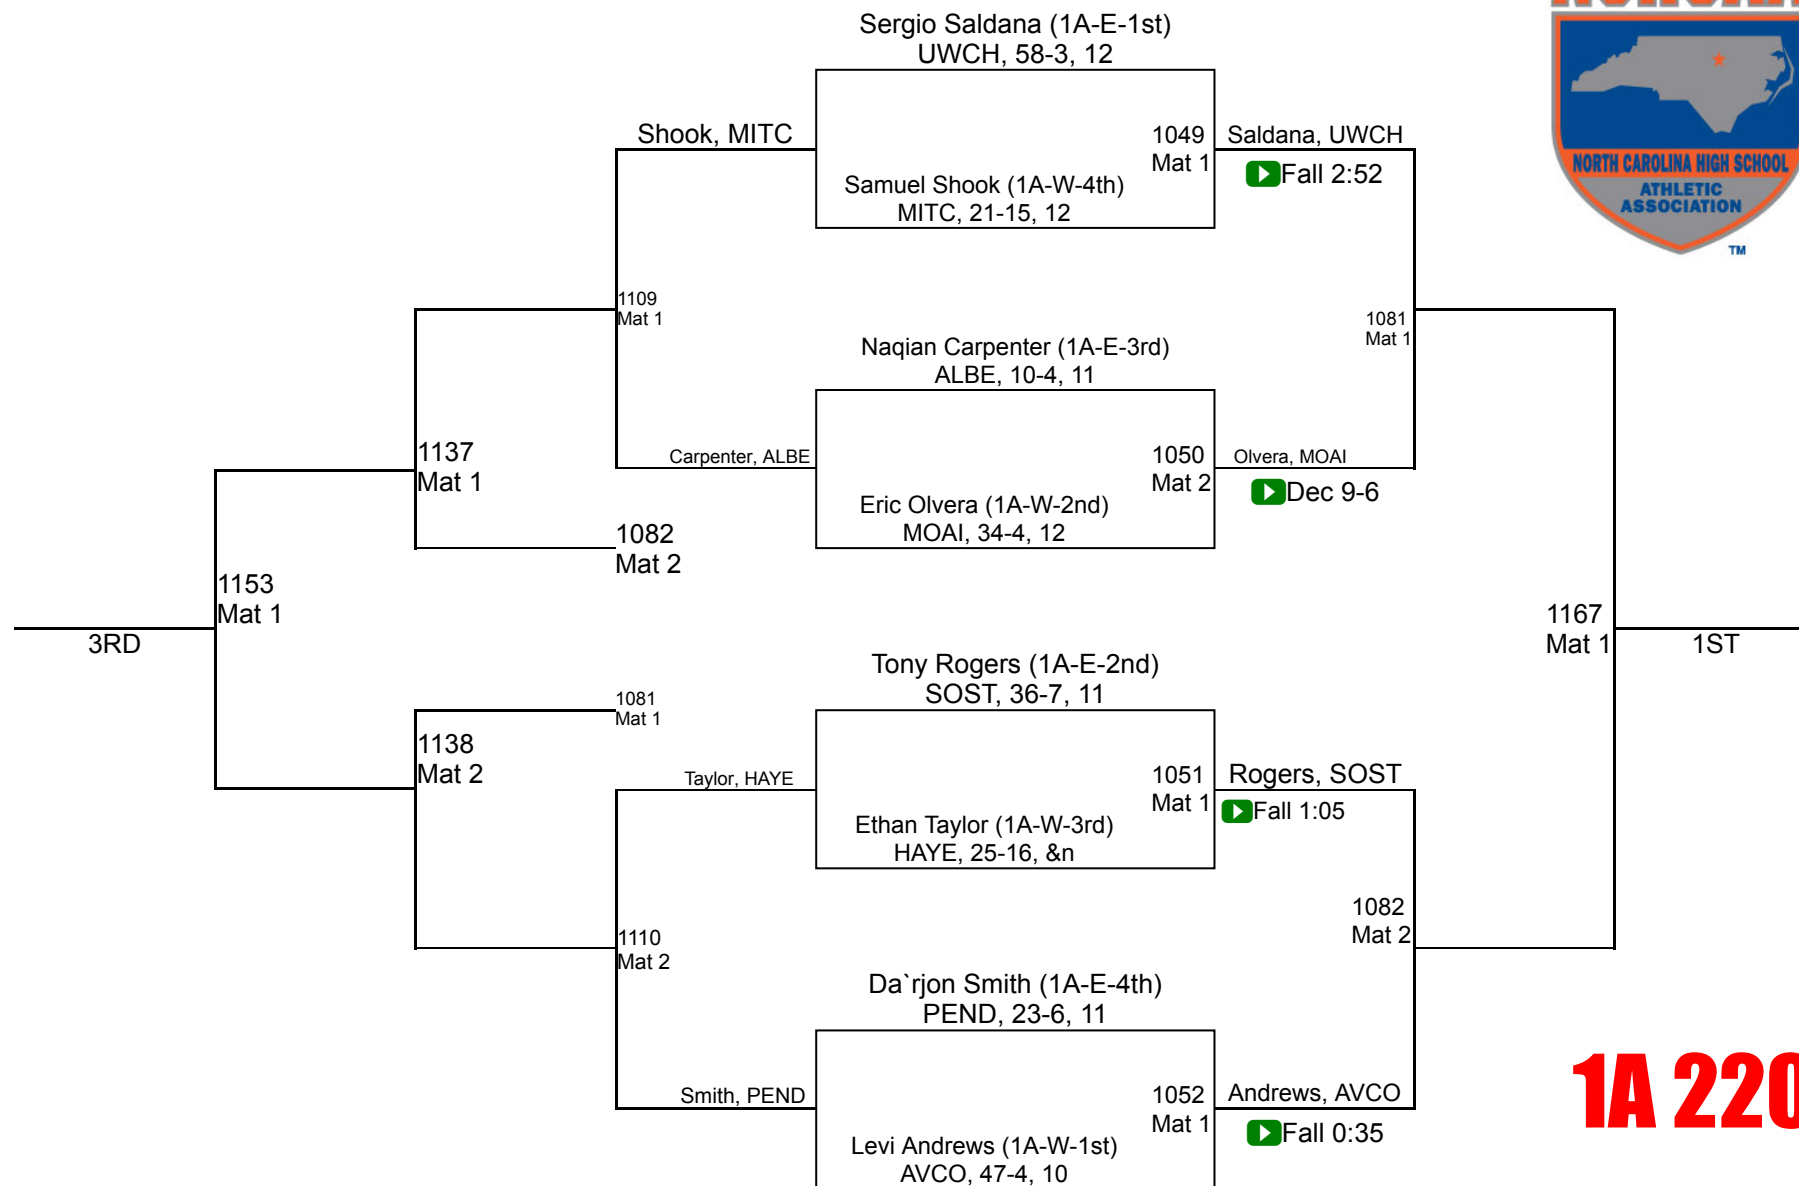 Sergio Saldana (1A-E-1st)
UWCH, 58-3, 12
Shook, MITC
1049
Mat 1
Saldana, UWCH
Fall 2:52
Samuel Shook (1A-W-4th)
MITC, 21-15, 12
NORTH CAROLINA HIGH SCHOOL
ATHLETIC
ASSOCIATION
TM
1109
Mat 1
1081
Mat 1
Naqian Carpenter (1A-E-3rd)
ALBE, 10-4, 11
1137
Mat 1
Carpenter, ALBE
1050
Mat 2
Olvera, MOAI
Dec 9-6
Eric Olvera (1A-W-2nd)
MOAI, 34-4, 12
1082
Mat 2
1153
Mat 1
3RD
1167
Mat 1
1ST
Tony Rogers (1A-E-2nd)
SOST, 36-7, 11
1081
Mat 1
1138
Mat 2
Taylor, HAYE
1051
Mat 1
Rogers, SOST
Fall 1:05
Ethan Taylor (1A-W-3rd)
HAYE, 25-16, &n
1082
Mat 2
1110
Mat 2
Da`rjon Smith (1A-E-4th)
PEND, 23-6, 11
Smith, PEND
1052
Mat 1
Andrews, AVCO
Fall 0:35
Levi Andrews (1A-W-1st)
AVCO, 47-4, 10
1A 220